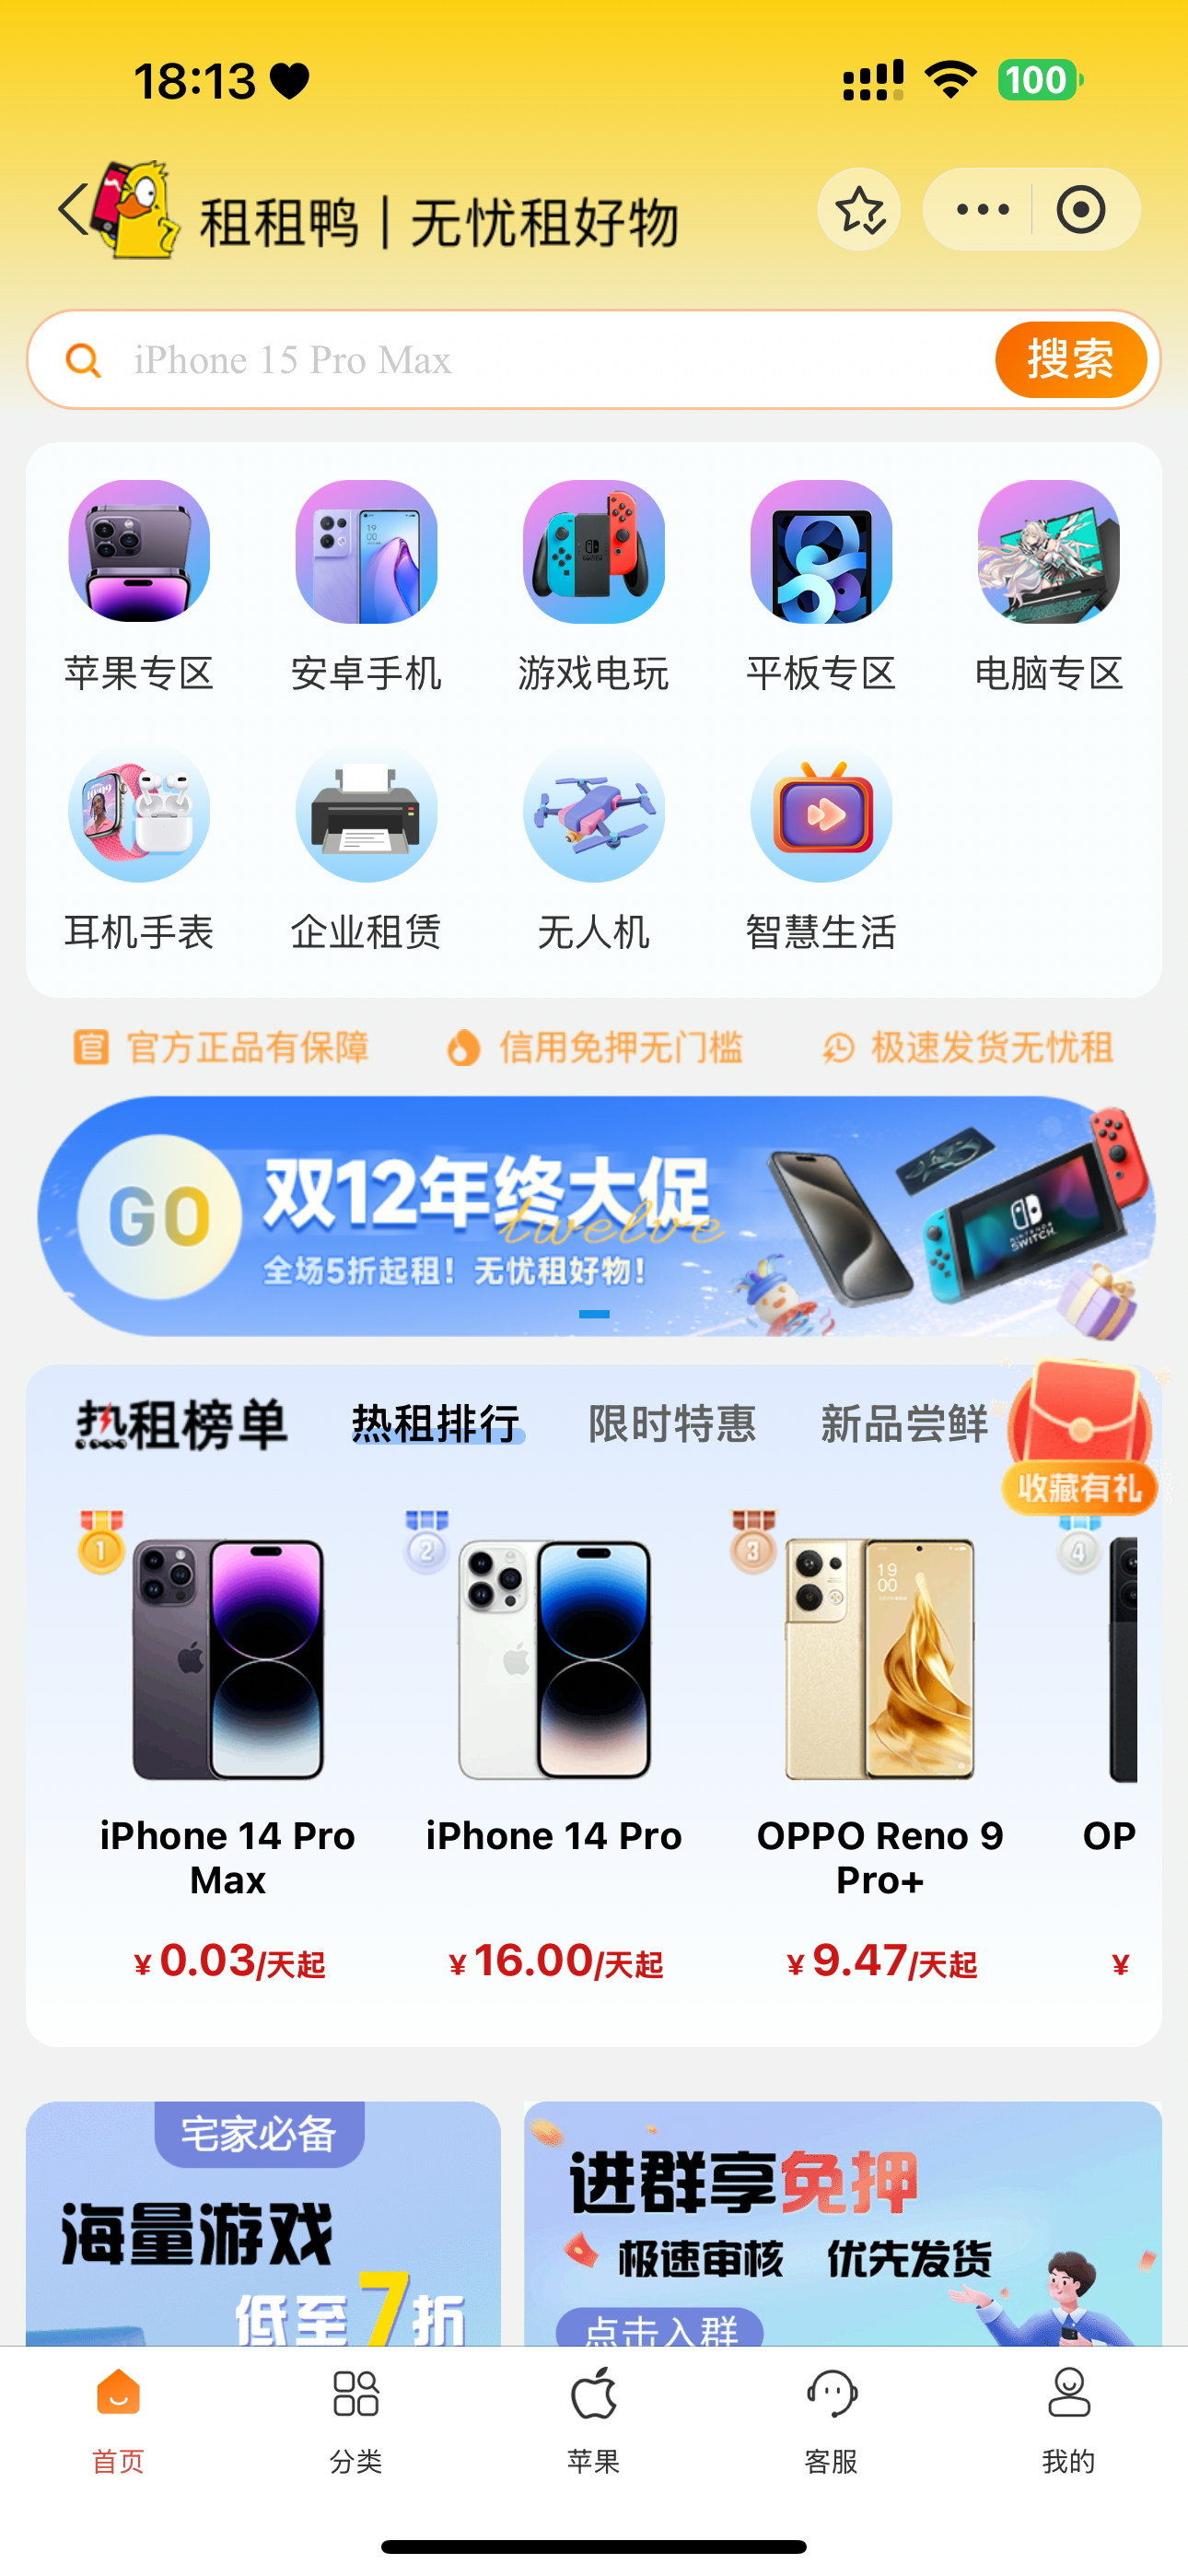 18:13
100
租租鸭 | 无忧租好物
iPhone 15 Pro Max
搜索
苹果专区
安卓手机
游戏电玩
平板专区
电脑专区
耳机手表
企业租赁
无人机
智慧生活
官方正品有保障
信用免押无门槛
极速发货无忧租
GO
双12年终大促
twelve
全场5折起租！无忧租好物！
NINTENDO
SWITCH
热租榜单
热租排行
限时特惠
新品尝鲜
收藏有礼
1
2
3
4
19
00
iPhone 14 Pro
Max
iPhone 14 Pro
OPPO Reno 9
Pro+
OP
¥0.03/天起
¥16.00/天起
¥9.47/天起
¥
宅家必备
海量游戏
低至7折
进群享免押
极速审核 优先发货
点击入群
首页
分类
苹果
客服
我的